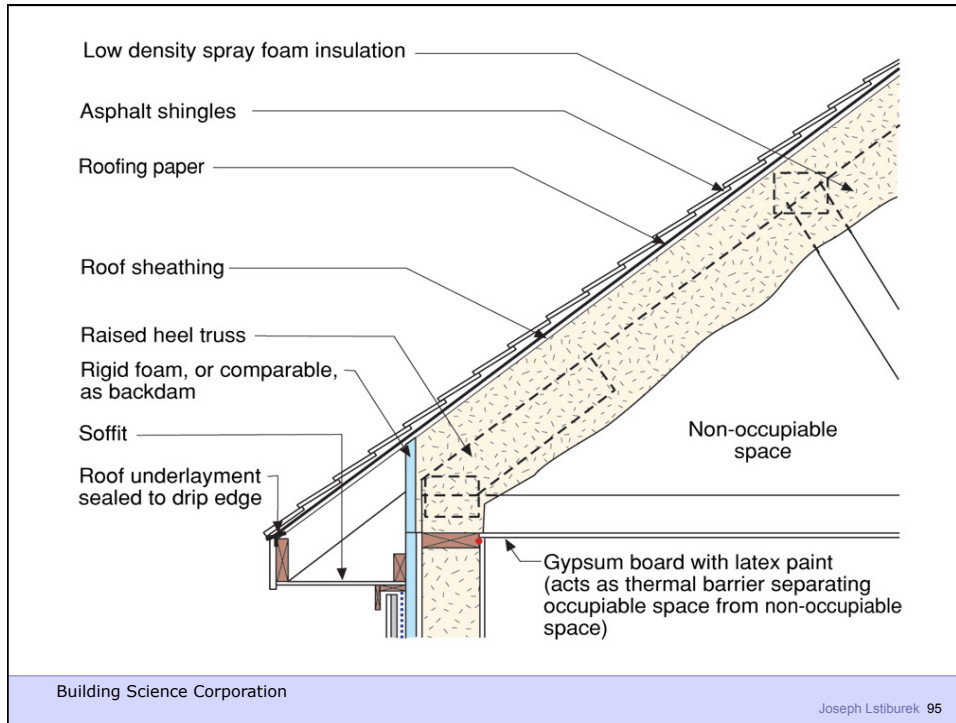 Low density spray foam insulation
Asphalt shingles
Roofing paper
Roof sheathing
Raised heel truss
Rigid foam, or comparable,
as backdam
Soffit
Roof underlayment
sealed to drip edge
Non-occupiable
space
Gypsum board with latex paint
(acts as thermal barrier separating
occupiable space from non-occupiable
space)
Building Science Corporation
Joseph Lstiburek 95